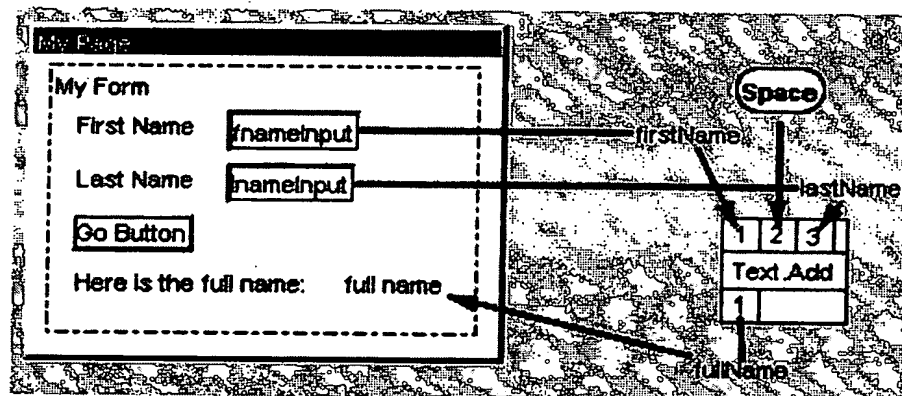 My Page
My Form
First Name
fnameInput
firstName
Space
Last Name
lnameInput
lastName
1 2 3
Go Button
Text.Add
Here is the full name: full name
1
fullName